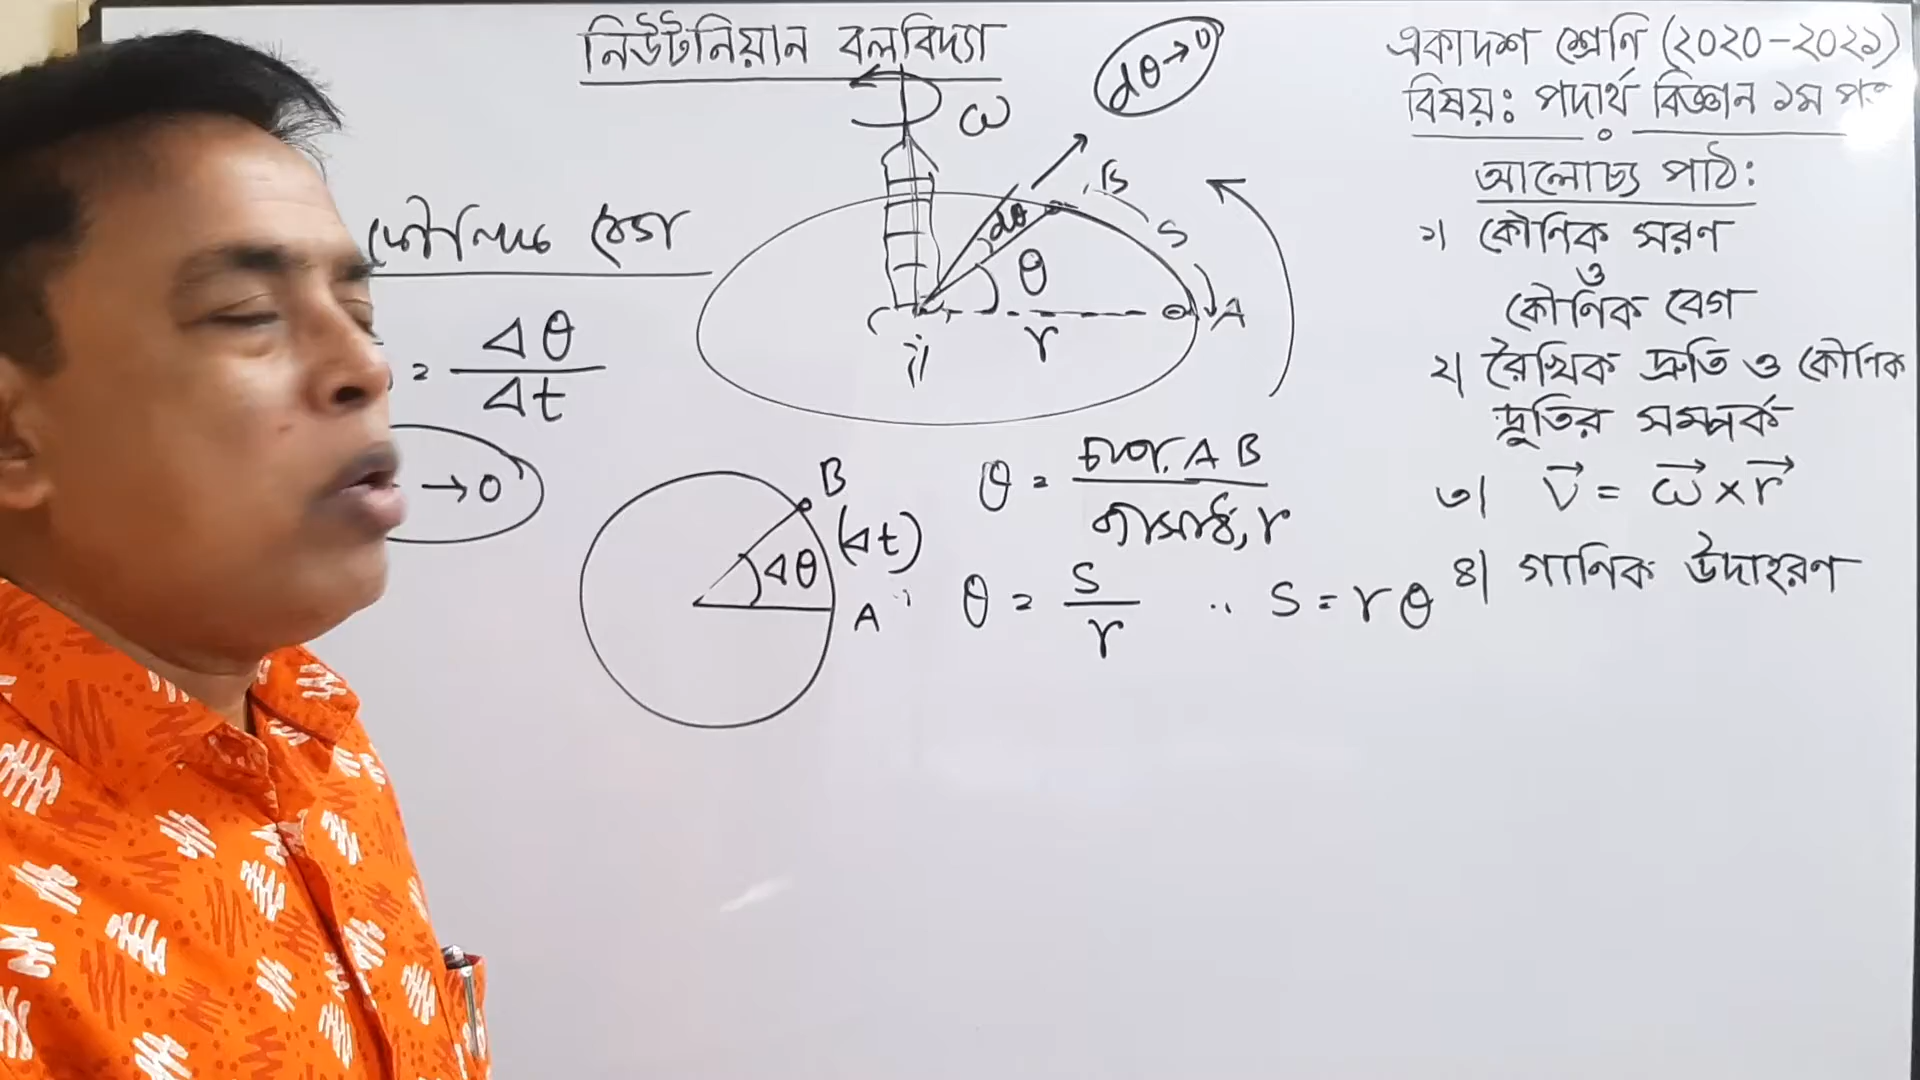 নিউটনিয়ান বলবিদ্যা
dθ→0
ω
B
S
dθ
θ
A
r
কৌনিক বেগ
= Δθ/Δt
→0
B
(Δt)
Δθ
A
θ = চাপ, AB/ব্যাসার্ধ, r
∴ θ = S/r ∴ S = rθ
একাদশ শ্রেণি (২০২০-২০২১)
বিষয়ঃ পদার্থ বিজ্ঞান ১ম পত্র
আলোচ্য পাঠ:
১| কৌণিক সরণ
ও
কৌণিক বেগ
২| রৈখিক দ্রুতি ও কৌণিক
দ্রুতির সম্পর্ক
৩| v⃗ = ω⃗ × r⃗
৪| গাণিক উদাহরণ